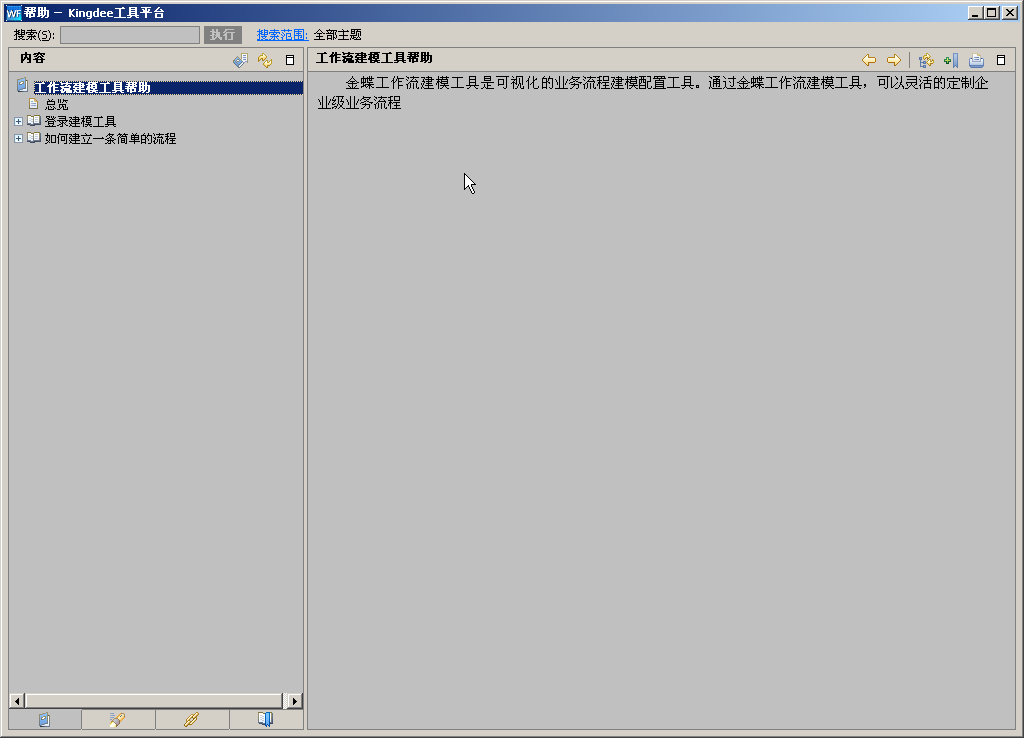 WF 帮助 － Kingdee工具平台
搜索(S): 执行 搜索范围: 全部主题
内容
工作流建模工具帮助
总览
登录建模工具
如何建立一条简单的流程
工作流建模工具帮助
金蝶工作流建模工具是可视化的业务流程建模配置工具。通过金蝶工作流建模工具，可以灵活的定制企
业级业务流程